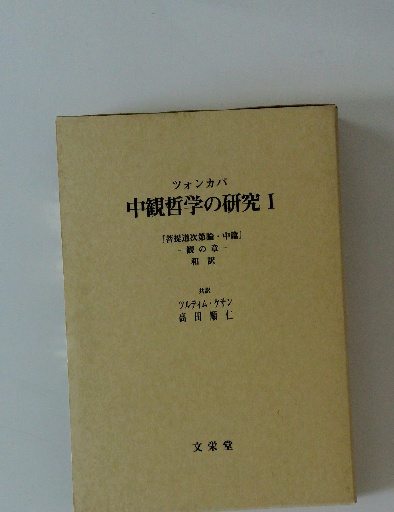 ツォンカパ
中観哲学の研究 I
『菩提道次第論・中篇』
- 観の章 -
和訳
共訳
ツルティム・ケサン
高田順仁
文栄堂